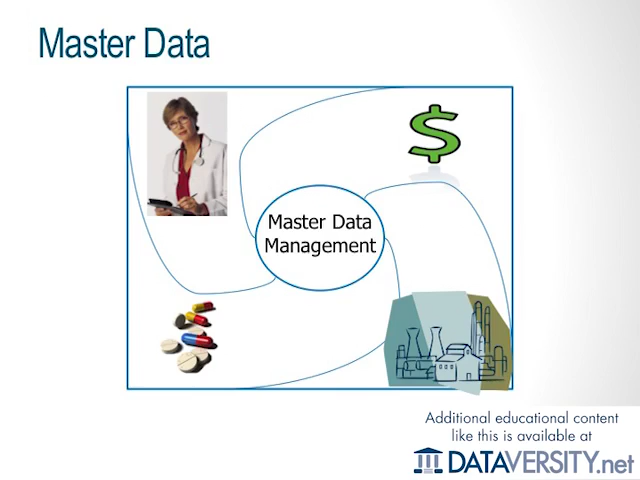 Master Data
Master Data
Management
Additional educational content
like this is available at
DATAVERSITY.net